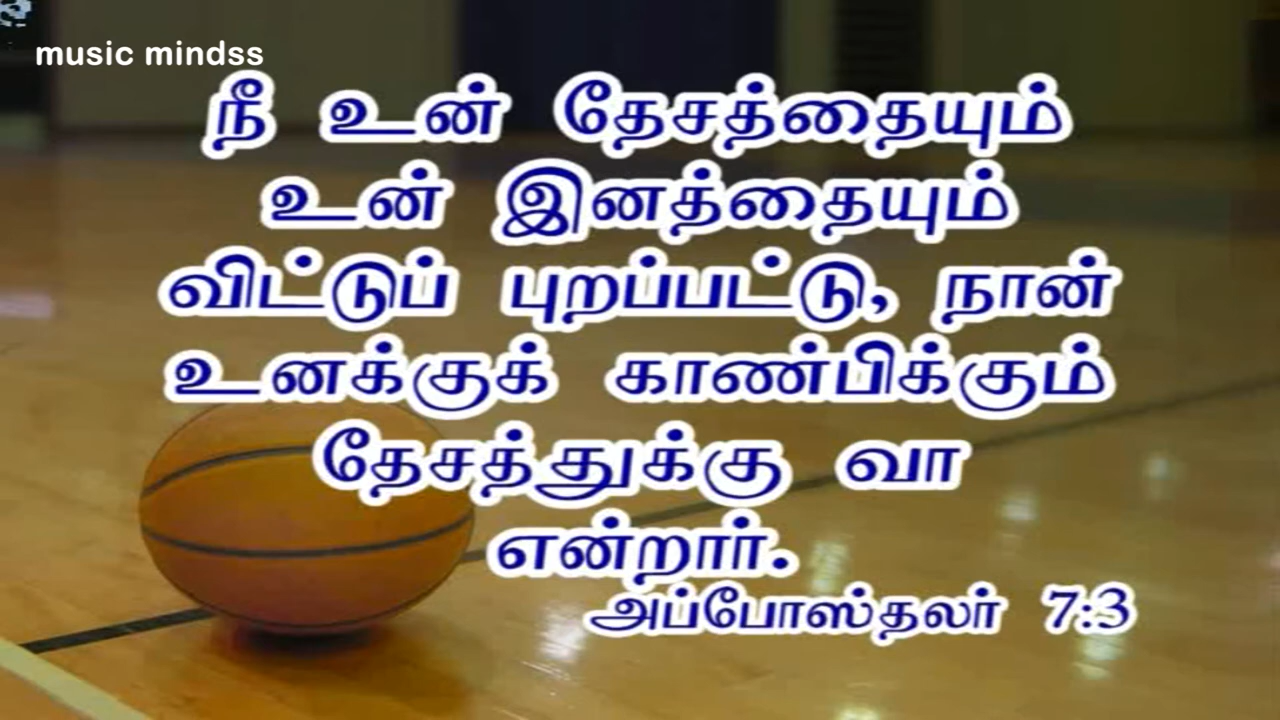 music mindss
நீ உன் தேசத்தையும்
உன் இனத்தையும்
விட்டுப் புறப்பட்டு, நான்
உனக்குக் காண்பிக்கும்
தேசத்துக்கு வா
என்றார்.
அப்போஸ்தலர் 7:3